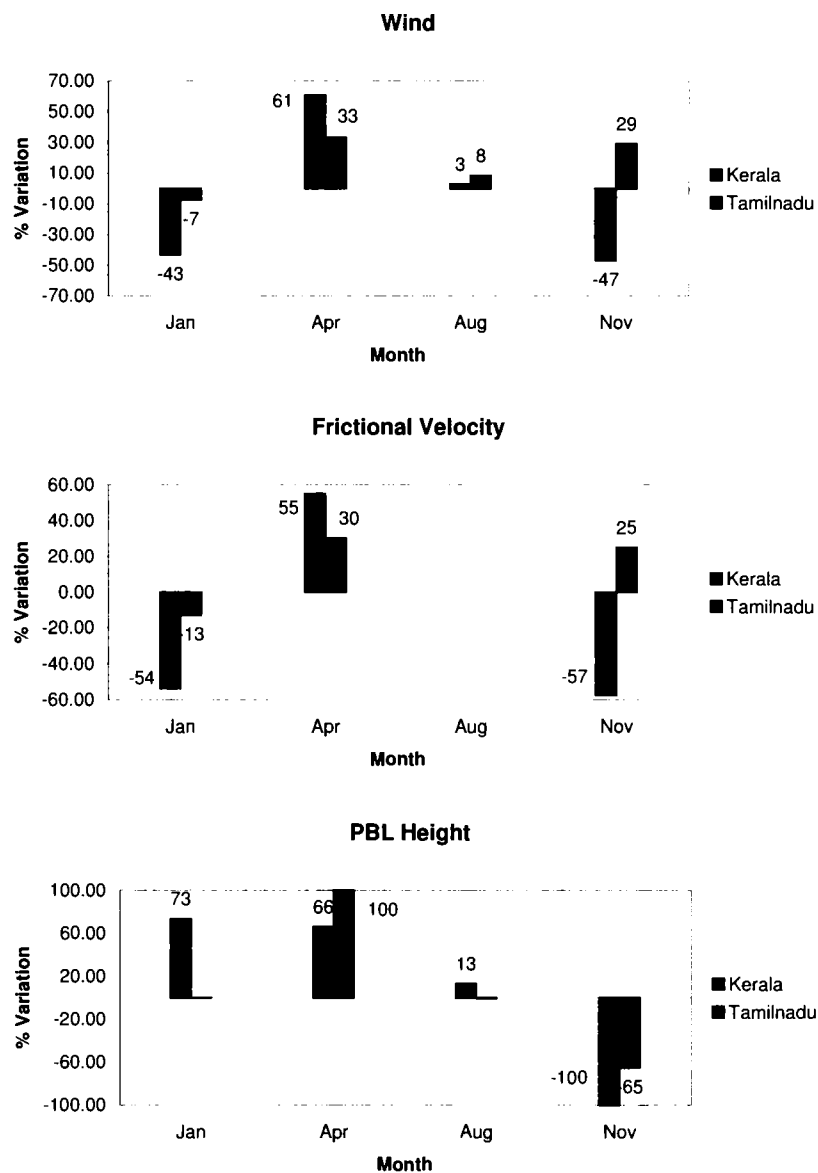 Wind
70.00
50.00
30.00
10.00
-10.00
-30.00
-50.00
-70.00
% Variation
61
33
3
8
29
-7
-43
-47
Jan
Apr
Aug
Nov
Month
Kerala
Tamilnadu
Frictional Velocity
60.00
40.00
20.00
0.00
-20.00
-40.00
-60.00
% Variation
55
30
25
-13
-54
-57
Jan
Apr
Aug
Nov
Month
Kerala
Tamilnadu
PBL Height
100.00
60.00
20.00
-20.00
-60.00
-100.00
% Variation
73
66
100
13
-100
-65
Jan
Apr
Aug
Nov
Month
Kerala
Tamilnadu